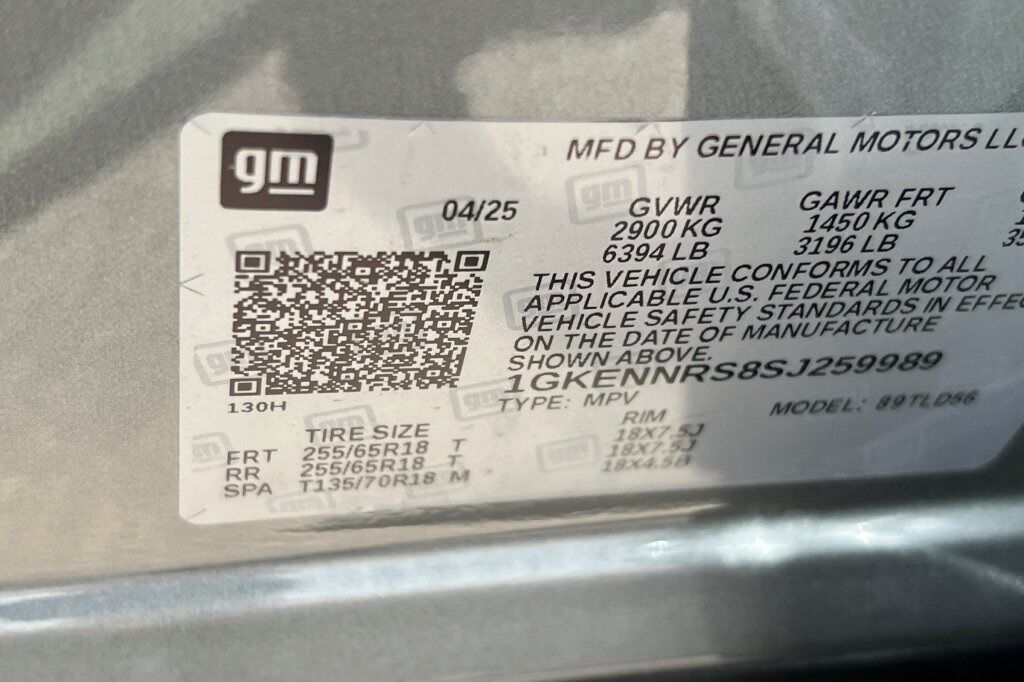 gm
MFD BY GENERAL MOTORS LLC
04/25
GVWR
2900 KG
6394 LB
GAWR FRT
1450 KG
3196 LB
THIS VEHICLE CONFORMS TO ALL
APPLICABLE U.S. FEDERAL MOTOR
VEHICLE SAFETY STANDARDS IN EFFEC
ON THE DATE OF MANUFACTURE
SHOWN ABOVE.
1GKENNRS8SJ259989
TYPE: MPV
MODEL:
130H
TIRE SIZE
RIM
FRT 255/65R18 T 18X7.5J
RR 255/65R18 T 18X7.5J
SPA T135/70R18 M 18X4.5B